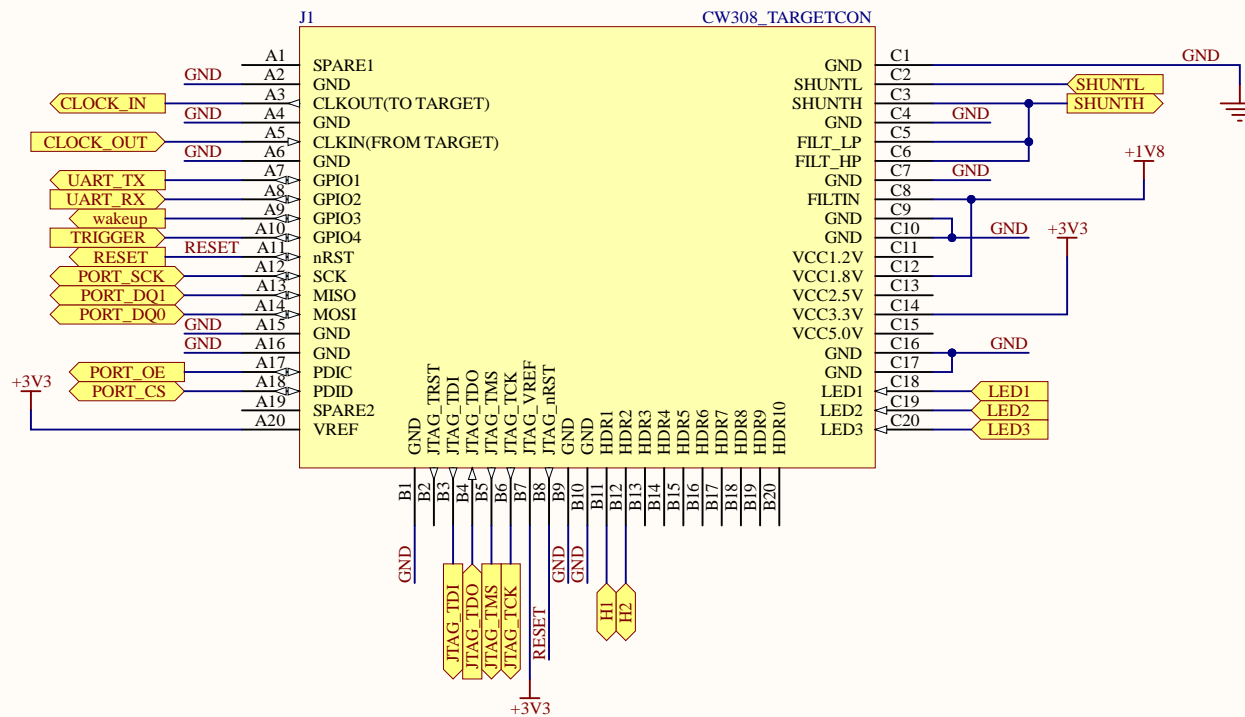 J1 CW308_TARGETCON
A1 SPARE1
GND A2 GND
CLOCK_IN A3 CLKOUT(TO TARGET)
GND A4 GND
CLOCK_OUT A5 CLKIN(FROM TARGET)
GND A6 GND
UART_TX A7 GPIO1
UART_RX A8 GPIO2
wakeup A9 GPIO3
TRIGGER A10 GPIO4
RESET RESET A11 nRST
PORT_SCK A12 SCK
PORT_DQ1 A13 MISO
PORT_DQ0 A14 MOSI
GND A15 GND
GND A16 GND
PORT_OE A17 PDIC
PORT_CS A18 PDID
A19 SPARE2
+3V3 A20 VREF
GND C1 GND
SHUNTL C2 SHUNTL
SHUNTH C3 SHUNTH
GND C4 GND
FILT_LP C5
FILT_HP C6
GND C7 GND
FILTIN C8 +1V8
GND C9
GND C10 GND
VCC1.2V C11
VCC1.8V C12
VCC2.5V C13
VCC3.3V C14 +3V3
VCC5.0V C15
GND C16 GND
GND C17
LED1 C18 LED1
LED2 C19 LED2
LED3 C20 LED3
GND B1 GND
JTAG_TRST B2
JTAG_TDI B3 JTAG_TDI
JTAG_TDO B4 JTAG_TDO
JTAG_TMS B5 JTAG_TMS
JTAG_TCK B6 JTAG_TCK
JTAG_VREF B7 +3V3
JTAG_nRST B8 RESET
GND B9 GND
GND B10 GND
HDR1 B11 H1
HDR2 B12 H2
HDR3 B13
HDR4 B14
HDR5 B15
HDR6 B16
HDR7 B17
HDR8 B18
HDR9 B19
HDR10 B20